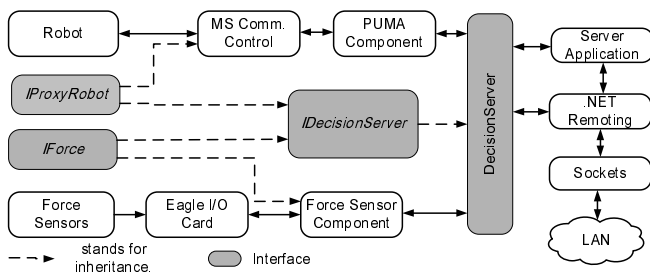 Robot
MS Comm.
Control
PUMA
Component
Server
Application
IProxyRobot
IDecisionServer
DecisionServer
.NET
Remoting
IForce
Sockets
Force
Sensors
Eagle I/O
Card
Force Sensor
Component
LAN
stands for
inheritance.
Interface